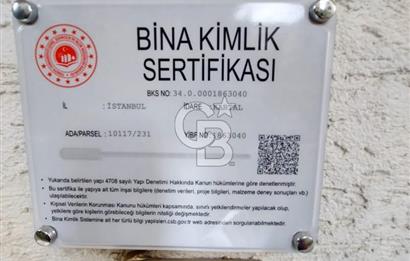 BİNA KİMLİK
SERTİFİKASI
BKS NO: 34.0.0001863040
İL : İSTANBUL İDARE : KARTAL
ADA/PARSEL : 10117/231 YİBF NO : 1863040
CB
• Yukarıda belirtilen yapı 4708 sayılı Yapı Denetimi Hakkında Kanun hükümlerine göre denetlenmiştir.
• Bu sertifika ile yapıya ait tüm inşai bilgilere (denetim verileri, proje bilgileri, malzeme deney sonuçları vb.)
ulaşılabilecektir.
• Kişisel Verilerin Korunması Kanunu hükümleri kapsamında, sınırlı yetkilendirmeler yapılacak olup,
yetkilere göre kişilerin görebileceği bilgilerin niteliği değişmektedir.
• Bina Kimlik Sistemine ait her türlü bilgi yapiisleri.csb.gov.tr web adresinden sorgulanabilmektedir.